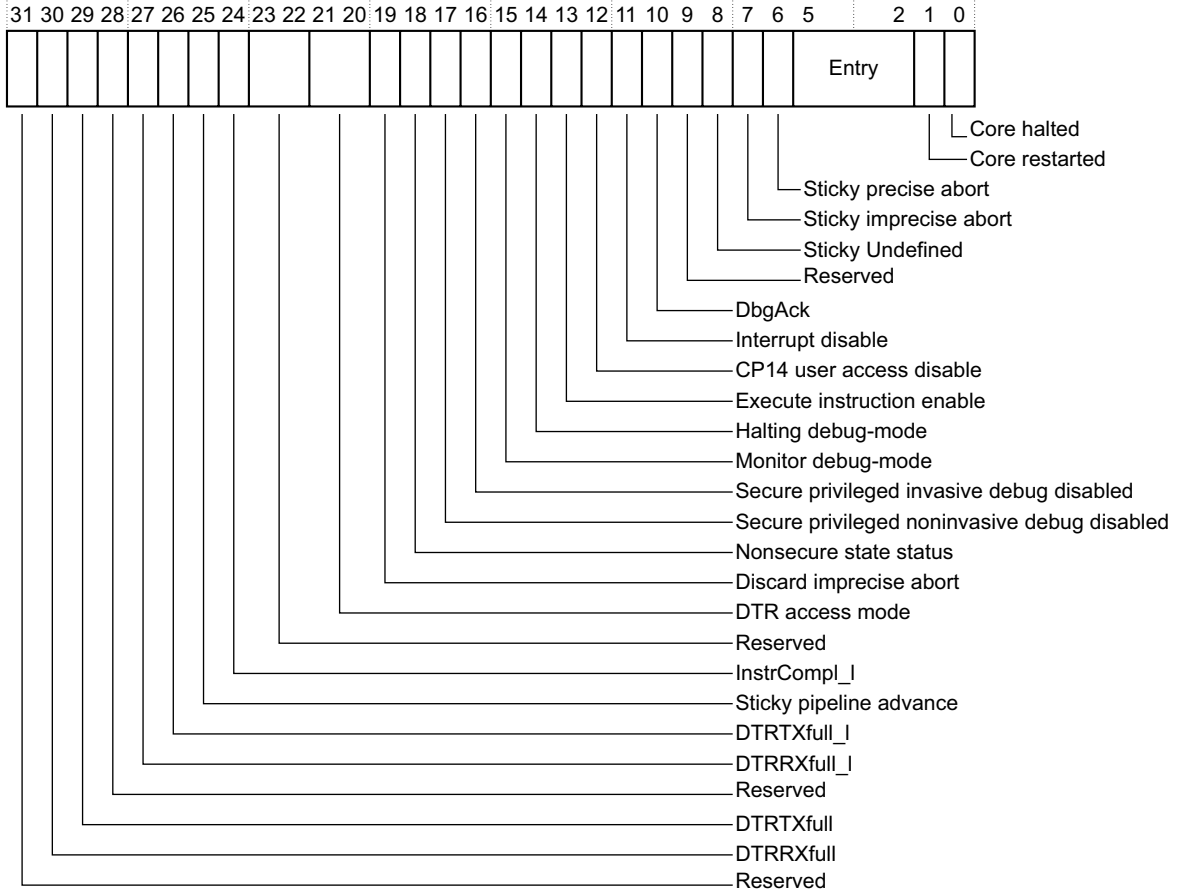 31 30 29 28 27 26 25 24 23 22 21 20 19 18 17 16 15 14 13 12 11 10 9 8 7 6 5 2 1 0
Entry
Core halted
Core restarted
Sticky precise abort
Sticky imprecise abort
Sticky Undefined
Reserved
DbgAck
Interrupt disable
CP14 user access disable
Execute instruction enable
Halting debug-mode
Monitor debug-mode
Secure privileged invasive debug disabled
Secure privileged noninvasive debug disabled
Nonsecure state status
Discard imprecise abort
DTR access mode
Reserved
InstrCompl_l
Sticky pipeline advance
DTRTXfull_l
DTRRXfull_l
Reserved
DTRTXfull
DTRRXfull
Reserved